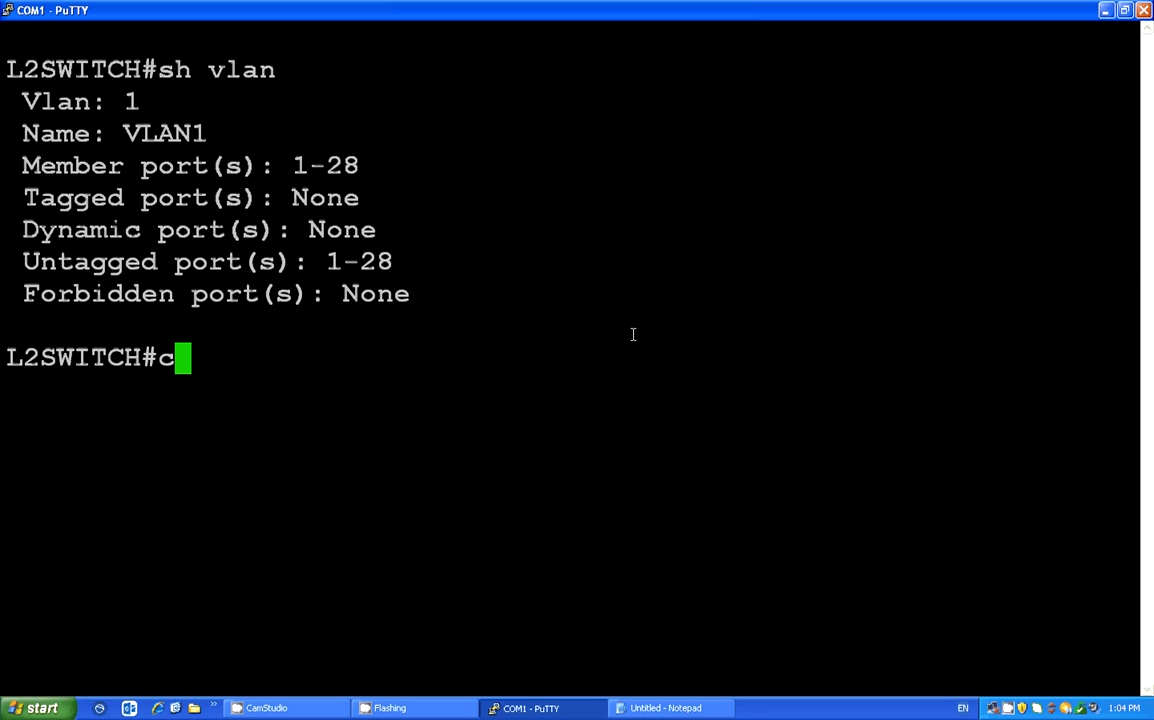 COM1 - PuTTY
L2SWITCH#sh vlan
Vlan: 1
Name: VLAN1
Member port(s): 1-28
Tagged port(s): None
Dynamic port(s): None
Untagged port(s): 1-28
Forbidden port(s): None
L2SWITCH#c
start
CamStudio
Flashing
COM1 - PuTTY
Untitled - Notepad
EN
1:04 PM